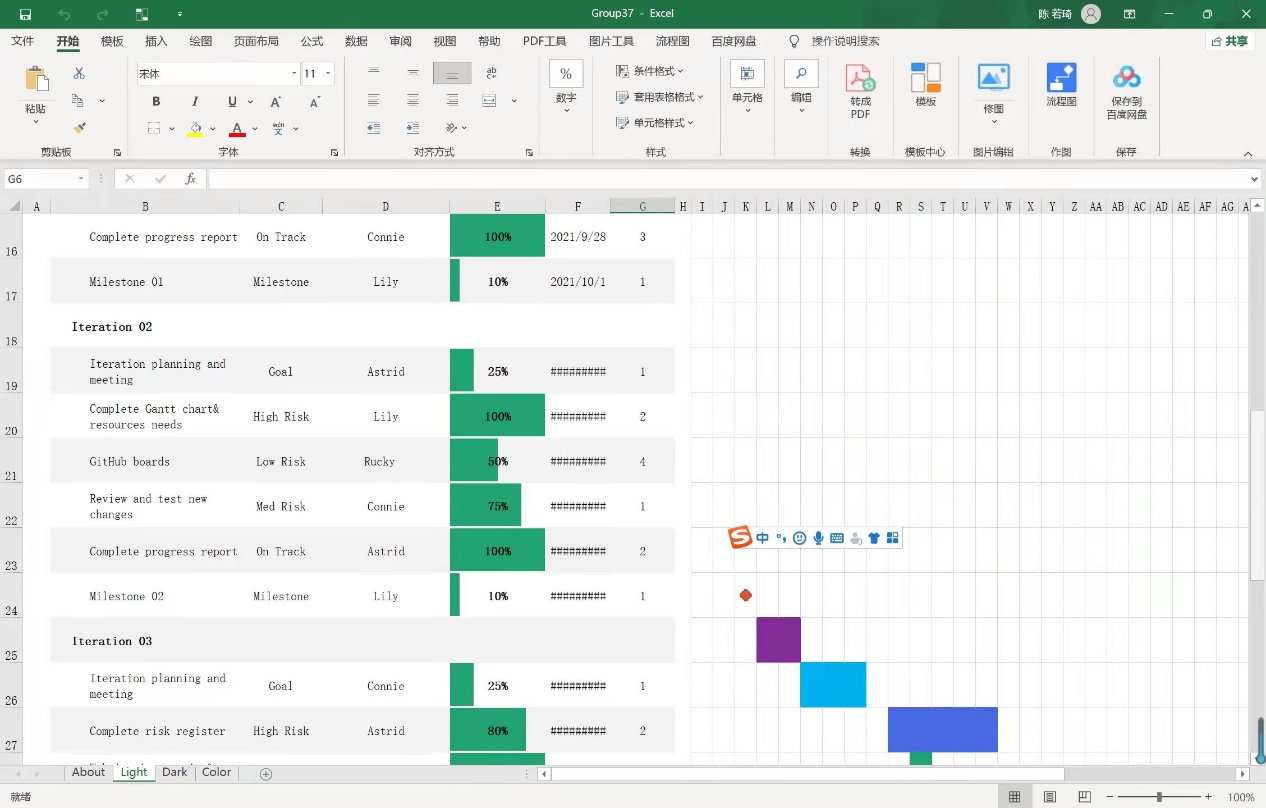 Group37 - Excel
陈 若琦
文件 开始 模板 插入 绘图 页面布局 公式 数据 审阅 视图 帮助 PDF工具 图片工具 流程图 百度网盘 操作说明搜索 共享
粘贴
宋体 11
B I U A A
A wén
ab
%
数字
条件格式
套用表格格式
单元格样式
单元格
编辑
转成
PDF
模板
修图
流程图
保存到
百度网盘
剪贴板 字体 对齐方式 样式 转换 模板中心 图片编辑 作图 保存
G6 fx
A B C D E F G H I J K L M N O P Q R S T U V W X Y Z AA AB AC AD AE AF AG A
16 Complete progress report On Track Connie 100% 2021/9/28 3
17 Milestone 01 Milestone Lily 10% 2021/10/1 1
18 Iteration 02
19 Iteration planning and meeting Goal Astrid 25% ######### 1
20 Complete Gantt chart& resources needs High Risk Lily 100% ######### 2
21 GitHub boards Low Risk Rucky 50% ######### 4
22 Review and test new changes Med Risk Connie 75% ######### 1
23 Complete progress report On Track Astrid 100% ######### 2
24 Milestone 02 Milestone Lily 10% ######### 1
25 Iteration 03
26 Iteration planning and meeting Goal Connie 25% ######### 1
27 Complete risk register High Risk Astrid 80% ######### 2
S 中
About Light Dark Color
就绪 100%